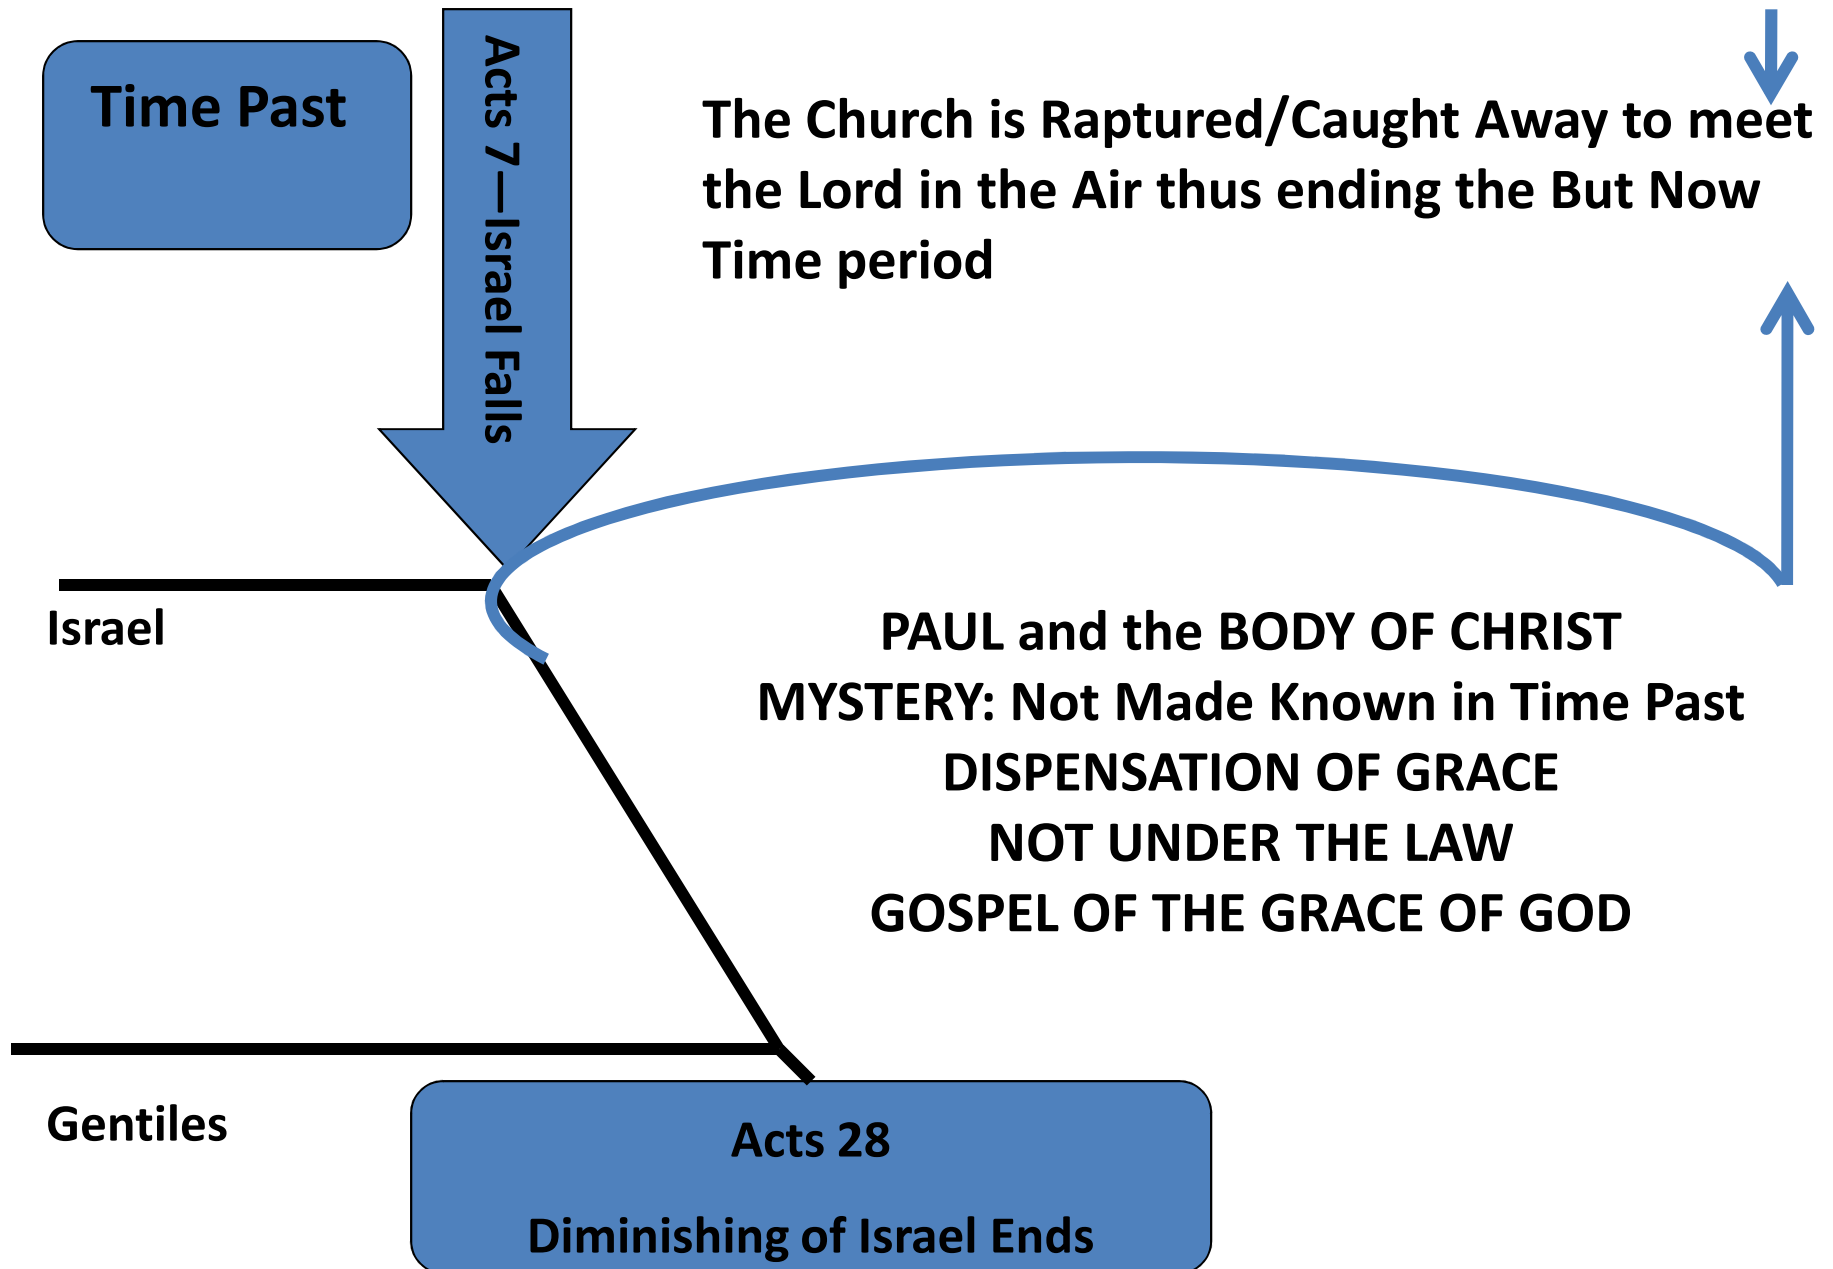 Time Past
Acts 7—Israel Falls
The Church is Raptured/Caught Away to meet
the Lord in the Air thus ending the But Now
Time period
Israel
PAUL and the BODY OF CHRIST
MYSTERY: Not Made Known in Time Past
DISPENSATION OF GRACE
NOT UNDER THE LAW
GOSPEL OF THE GRACE OF GOD
Gentiles
Acts 28
Diminishing of Israel Ends